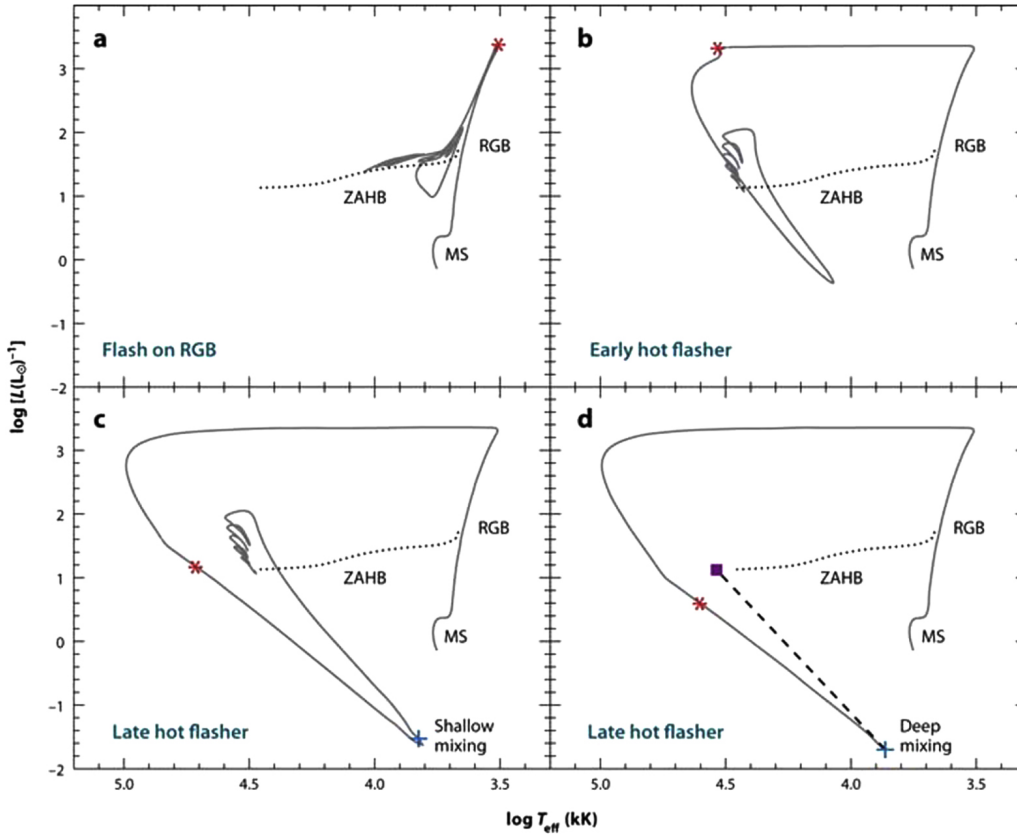 a
3
2
1
0
−1
−2
RGB
ZAHB
MS
Flash on RGB
b
RGB
ZAHB
MS
Early hot flasher
log [L(L⊙)⁻¹]
c
3
2
1
0
−1
−2
RGB
ZAHB
MS
Late hot flasher
Shallow
mixing
5.0 4.5 4.0 3.5
d
RGB
ZAHB
MS
Late hot flasher
Deep
mixing
5.0 4.5 4.0 3.5
log Teff (kK)